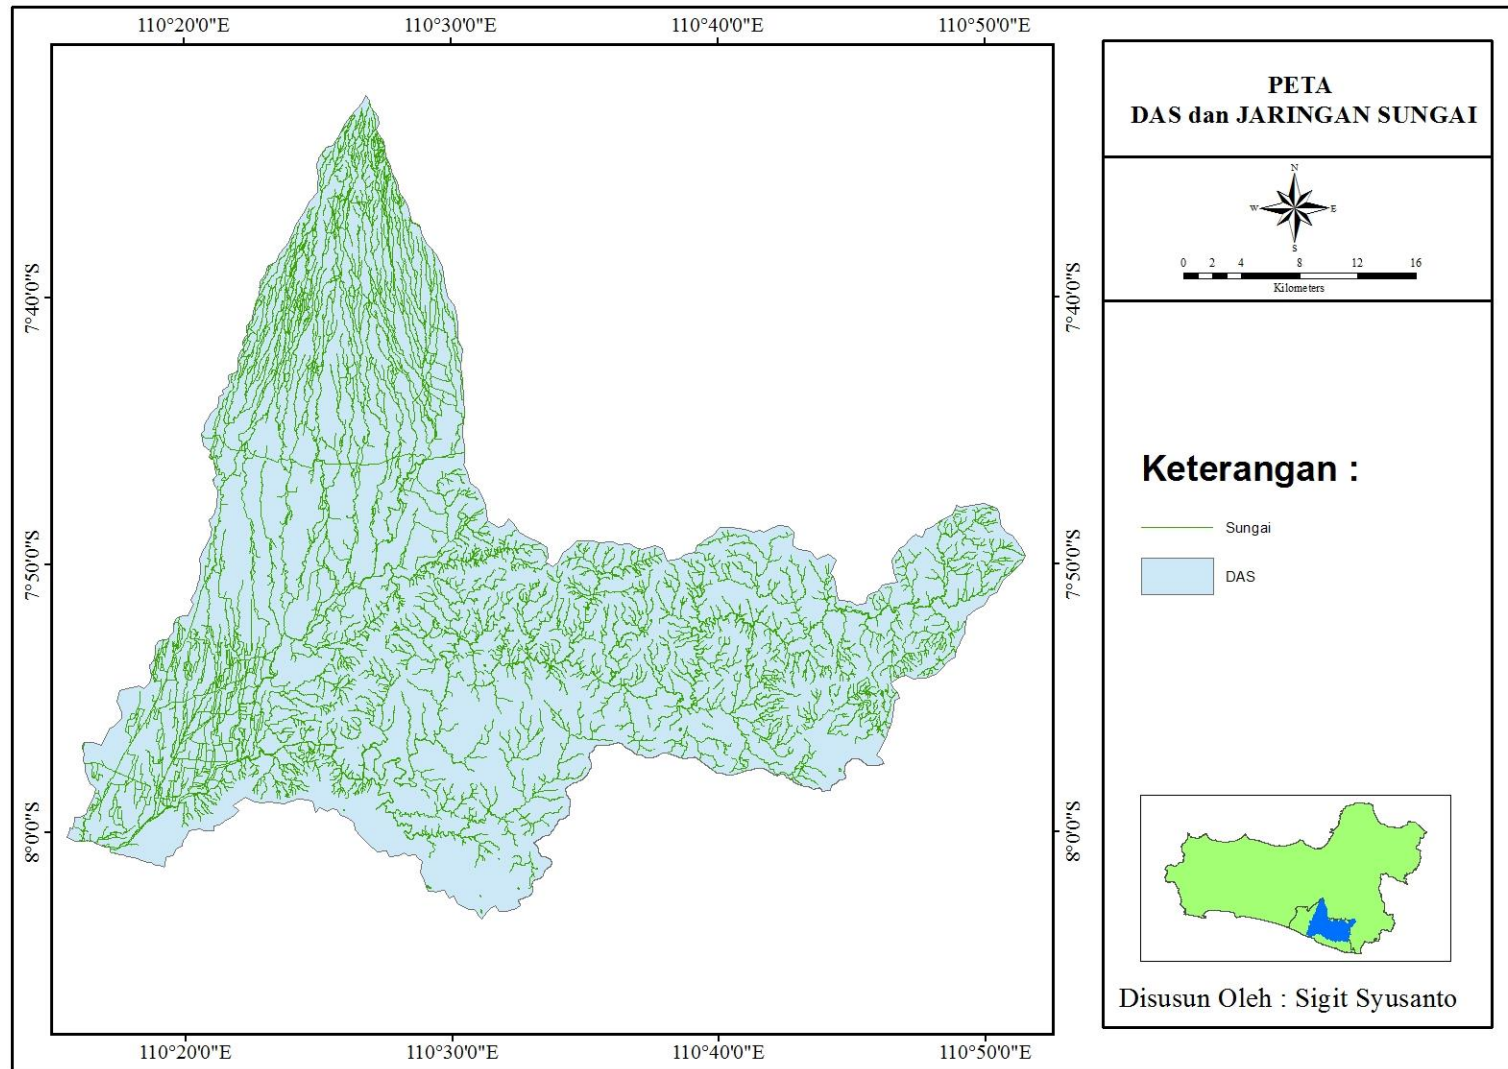 110°20'0"E 110°30'0"E 110°40'0"E 110°50'0"E
7°40'0"S 7°40'0"S
7°50'0"S 7°50'0"S
8°0'0"S 8°0'0"S
110°20'0"E 110°30'0"E 110°40'0"E 110°50'0"E
PETA
DAS dan JARINGAN SUNGAI
N
W E
S
0 2 4 8 12 16
Kilometers
Keterangan :
Sungai
DAS
Disusun Oleh : Sigit Syusanto